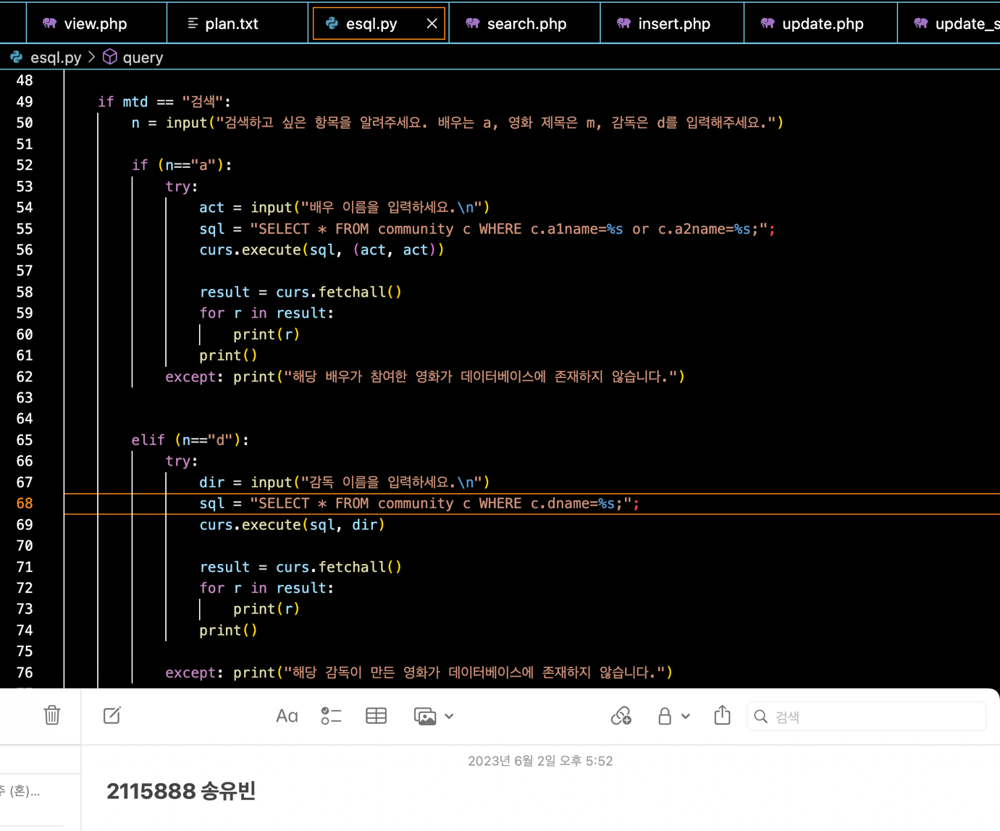 view.php
plan.txt
esql.py
search.php
insert.php
update.php
update_s
esql.py > query
48
49 if mtd == "검색":
50 n = input("검색하고 싶은 항목을 알려주세요. 배우는 a, 영화 제목은 m, 감독은 d를 입력해주세요.")
51
52 if (n=="a"):
53 try:
54 act = input("배우 이름을 입력하세요.\n")
55 sql = "SELECT * FROM community c WHERE c.a1name=%s or c.a2name=%s;";
56 curs.execute(sql, (act, act))
57
58 result = curs.fetchall()
59 for r in result:
60 print(r)
61 print()
62 except: print("해당 배우가 참여한 영화가 데이터베이스에 존재하지 않습니다.")
63
64
65 elif (n=="d"):
66 try:
67 dir = input("감독 이름을 입력하세요.\n")
68 sql = "SELECT * FROM community c WHERE c.dname=%s;";
69 curs.execute(sql, dir)
70
71 result = curs.fetchall()
72 for r in result:
73 print(r)
74 print()
75
76 except: print("해당 감독이 만든 영화가 데이터베이스에 존재하지 않습니다.")
Aa
검색
2023년 6월 2일 오후 5:52
(혼)...
2115888 송유빈